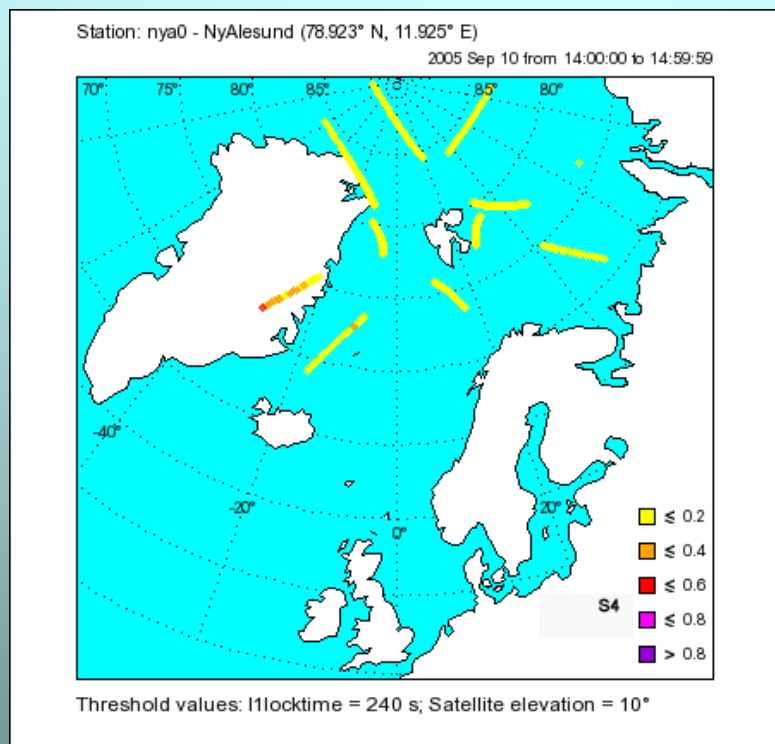 Station: nya0 - NyAlesund (78.923° N, 11.925° E)
2005 Sep 10 from 14:00:00 to 14:59:59
70° 75° 80° 85° 85° 80°
-40°
-20° 0° 20°
≤ 0.2
≤ 0.4
≤ 0.6
S4
≤ 0.8
> 0.8
Threshold values: l1locktime = 240 s; Satellite elevation = 10°